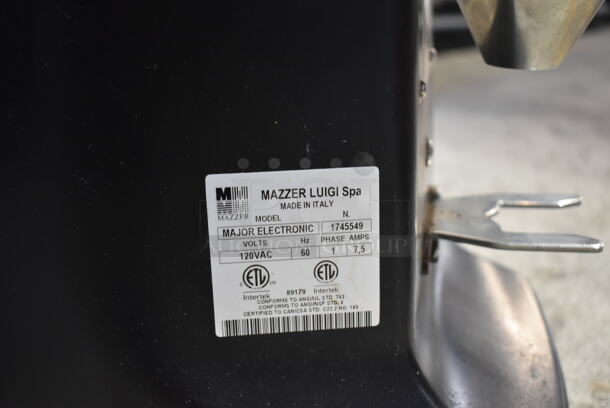 MAZZER LUIGI Spa
MADE IN ITALY
MAZZER
MODEL N.
MAJOR ELECTRONIC 1745549
VOLTS Hz PHASE AMPS
120VAC 60 1 7,5
ETL ETL
Intertek 89179 Intertek
CONFORMS TO ANSI/UL STD. 763
CONFORMS TO ANSI/NSF STD. 8
CERTIFIED TO CAN/CSA STD. C22.2 NO. 195